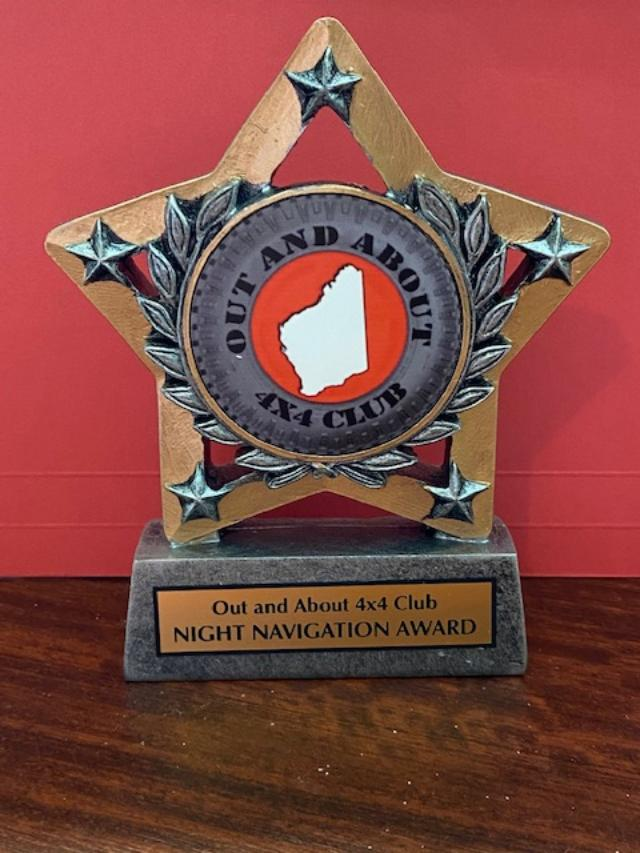 OUT AND ABOUT
4X4 CLUB
Out and About 4x4 Club
NIGHT NAVIGATION AWARD